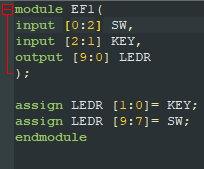 module EF1(
input [0:2] SW,
input [2:1] KEY,
output [9:0] LEDR
);
assign LEDR [1:0]= KEY;
assign LEDR [9:7]= SW;
endmodule